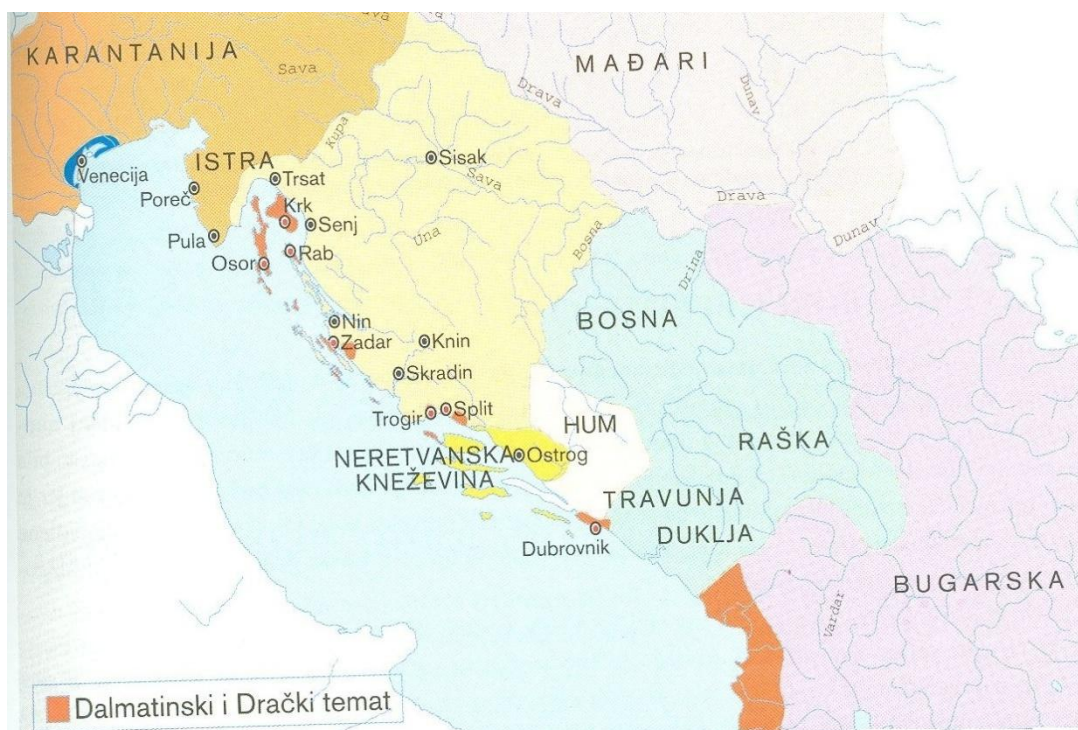 Sava
KARANTANIJA
MAĐARI
Sava
Drava
Dunav
Kupa
Venecija
ISTRA
Sisak
Sava
Trsat
Poreč
Krk
Senj
Drava
Pula
Una
Bosna
Dunav
Osor
Rab
Drina
Nin
BOSNA
Zadar
Knin
Skradin
Trogir
Split
HUM
RAŠKA
NERETVANSKA
KNEŽEVINA
Ostrog
TRAVUNJA
DUKLJA
Dubrovnik
BUGARSKA
Vardar
Dalmatinski i Drački temat